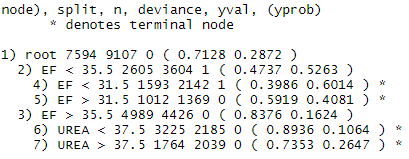 node), split, n, deviance, yval, (yprob)
* denotes terminal node
1) root 7594 9107 0 ( 0.7128 0.2872 )
2) EF < 35.5 2605 3604 1 ( 0.4737 0.5263 )
4) EF < 31.5 1593 2142 1 ( 0.3986 0.6014 ) *
5) EF > 31.5 1012 1369 0 ( 0.5919 0.4081 ) *
3) EF > 35.5 4989 4426 0 ( 0.8376 0.1624 )
6) UREA < 37.5 3225 2185 0 ( 0.8936 0.1064 ) *
7) UREA > 37.5 1764 2039 0 ( 0.7353 0.2647 ) *